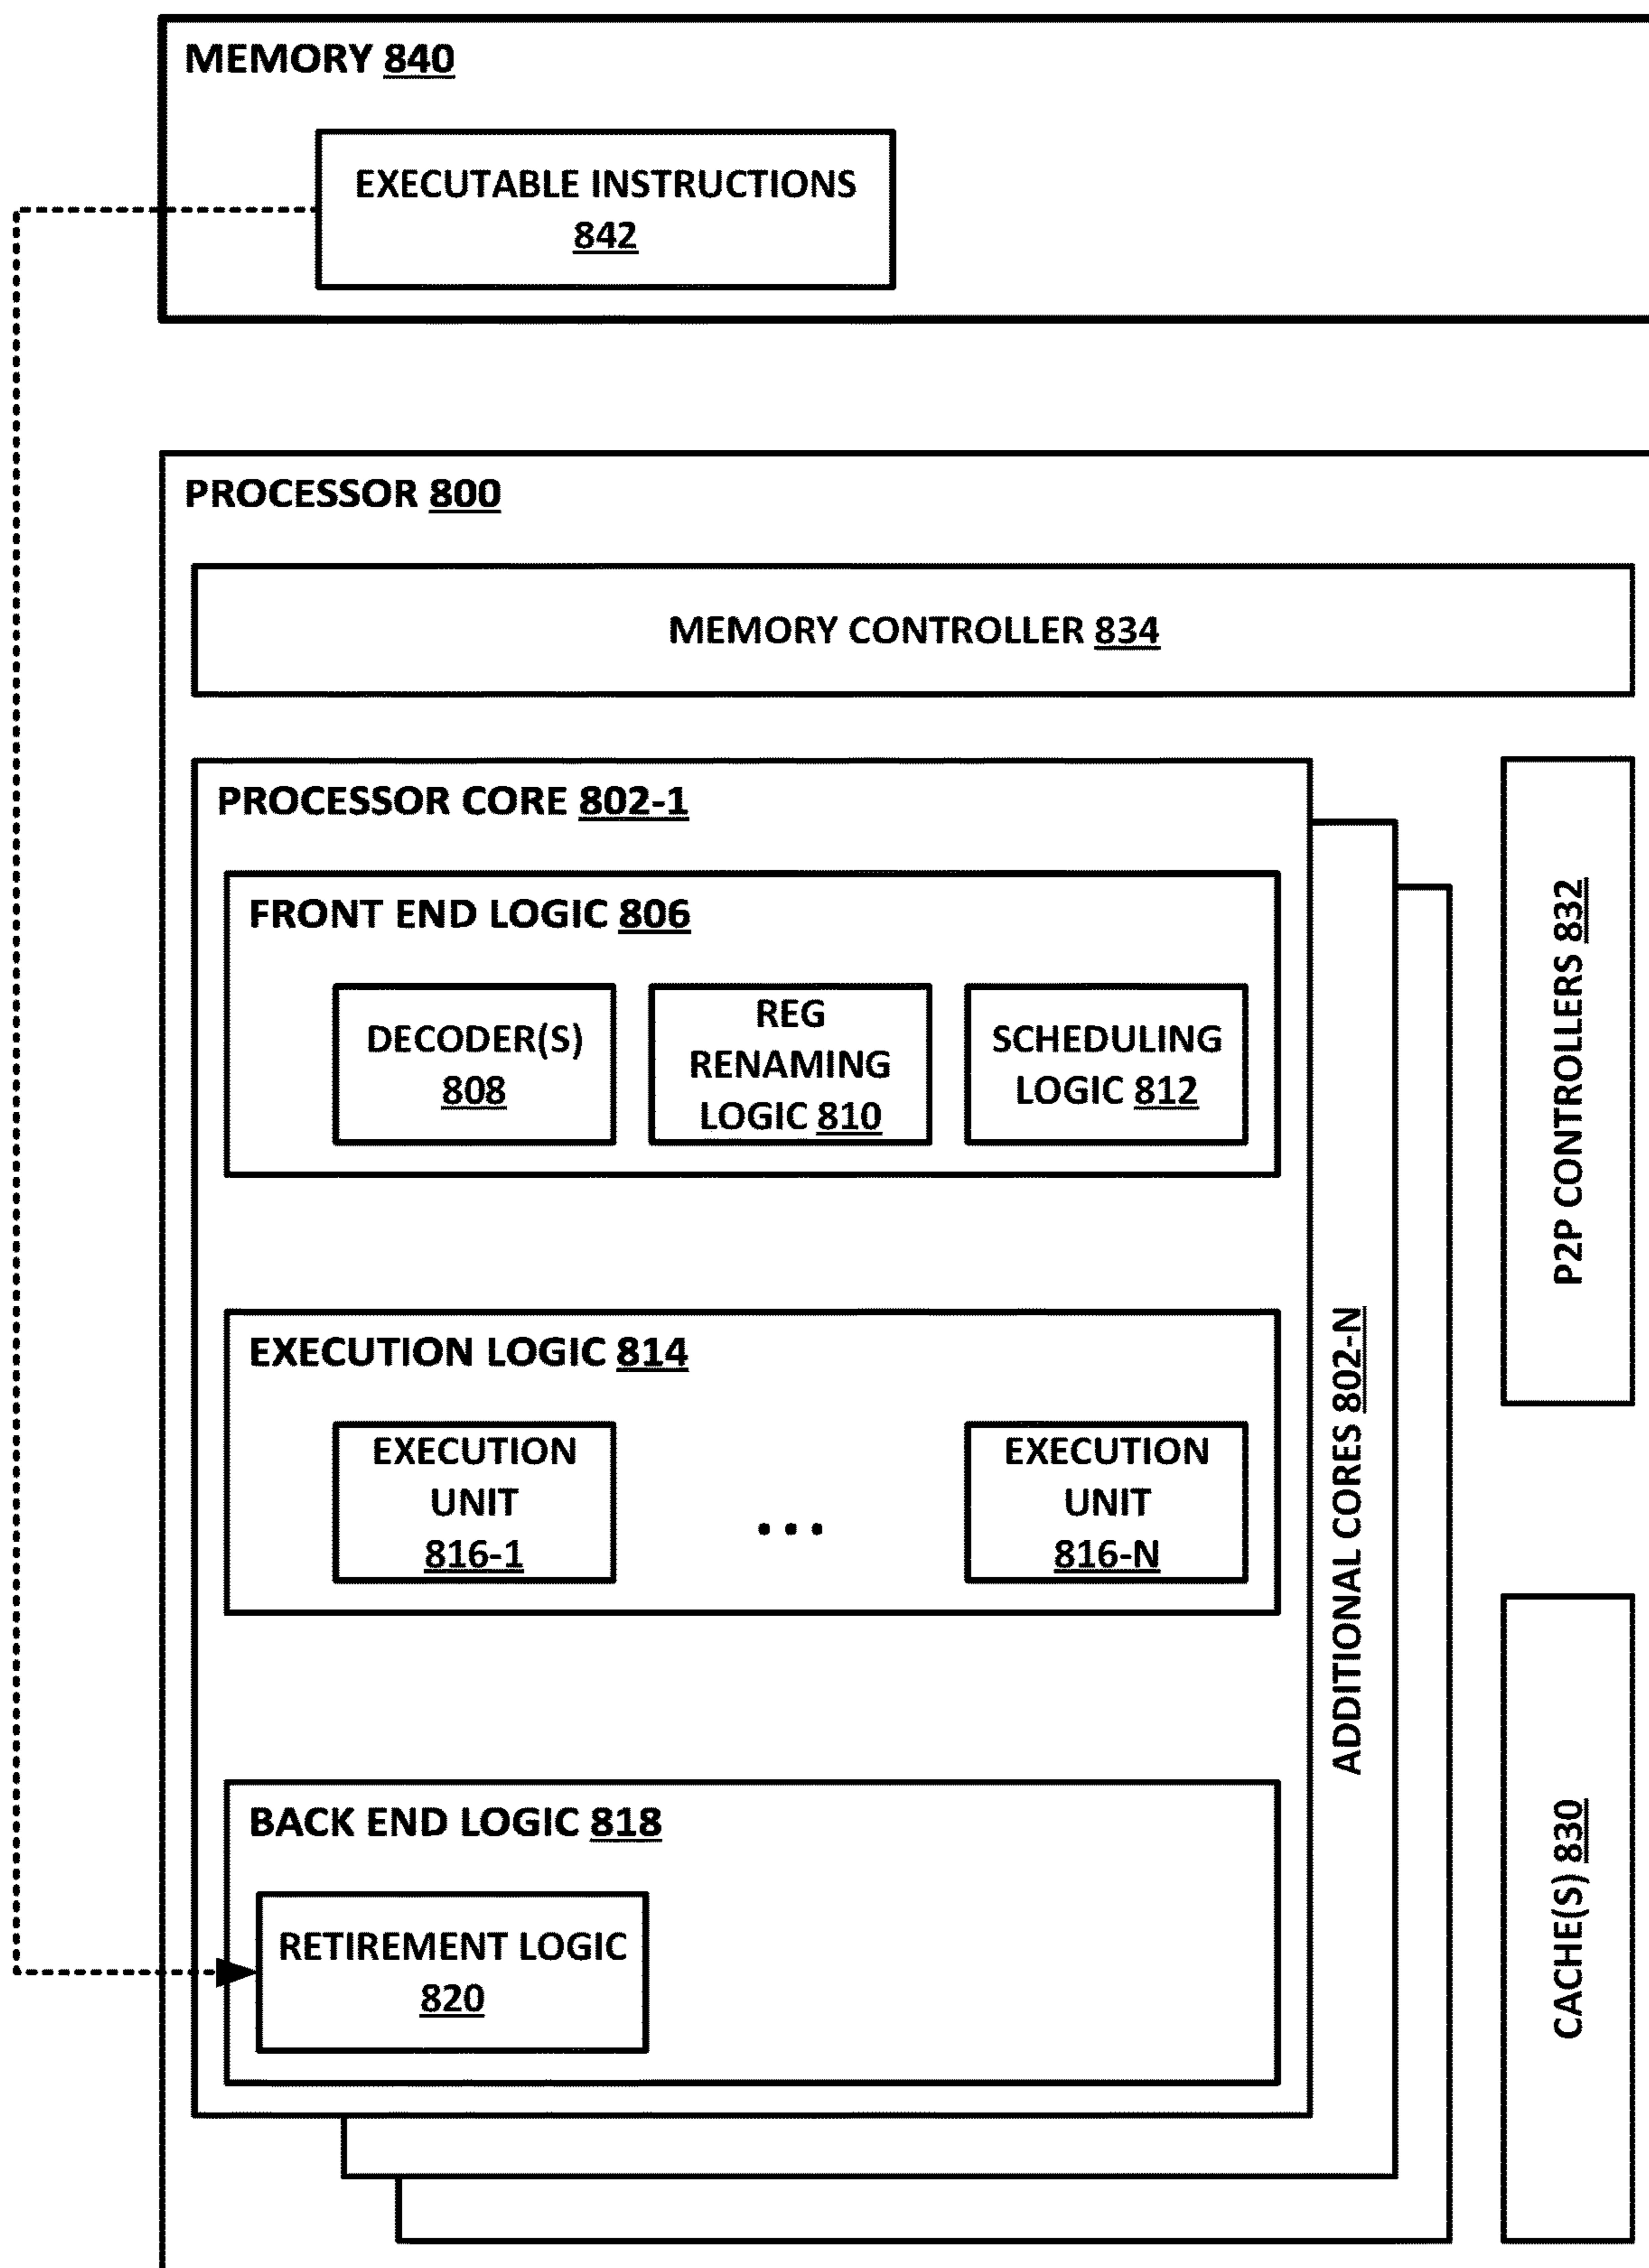 MEMORY 840
EXECUTABLE INSTRUCTIONS
842
PROCESSOR 800
MEMORY CONTROLLER 834
PROCESSOR CORE 802-1
FRONT END LOGIC 806
DECODER(S)
808
REG
RENAMING
LOGIC 810
SCHEDULING
LOGIC 812
EXECUTION LOGIC 814
EXECUTION
UNIT
816-1
...
EXECUTION
UNIT
816-N
BACK END LOGIC 818
RETIREMENT LOGIC
820
ADDITIONAL CORES 802-N
P2P CONTROLLERS 832
CACHE(S) 830